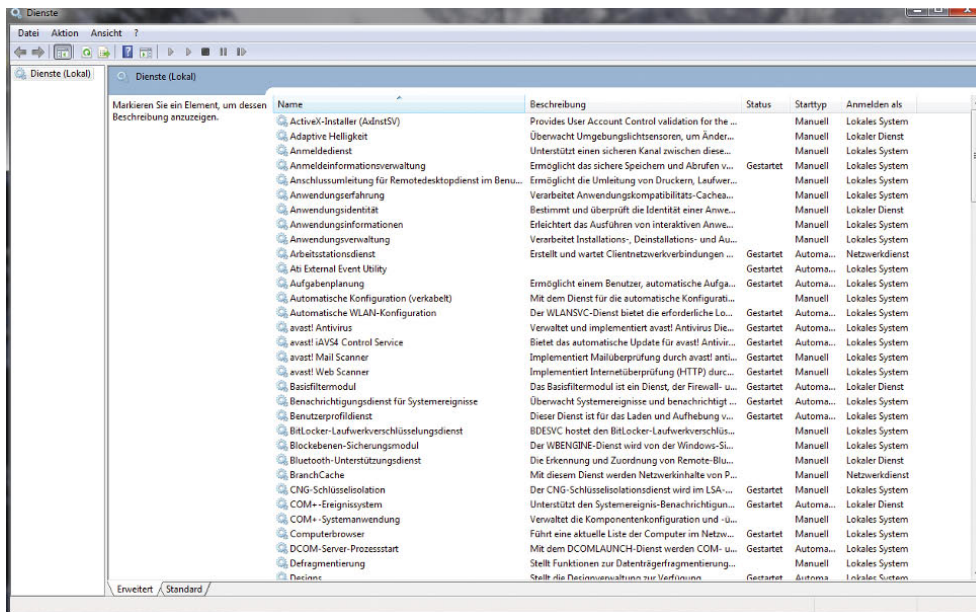 Dienste
Datei Aktion Ansicht ?
Dienste (Lokal)
Dienste (Lokal)
Markieren Sie ein Element, um dessen
Beschreibung anzuzeigen.
Name Beschreibung Status Starttyp Anmelden als
ActiveX-Installer (AxInstSV) Provides User Account Control validation for the ... Manuell Lokales System
Adaptive Helligkeit Überwacht Umgebungslichtsensoren, um Änder... Manuell Lokaler Dienst
Anmeldedienst Unterstützt einen sicheren Kanal zwischen diese... Manuell Lokales System
Anmeldeinformationsverwaltung Ermöglicht das sichere Speichern und Abrufen v... Gestartet Manuell Lokales System
Anschlussumleitung für Remotedesktopdienst im Benu... Ermöglicht die Umleitung von Druckern, Laufwer... Manuell Lokales System
Anwendungserfahrung Verarbeitet Anwendungskompatibilitäts-Cachea... Manuell Lokales System
Anwendungsidentität Bestimmt und überprüft die Identität einer Anwe... Manuell Lokaler Dienst
Anwendungsinformationen Erleichtert das Ausführen von interaktiven Anwe... Manuell Lokales System
Anwendungsverwaltung Verarbeitet Installations-, Deinstallations- und Au... Manuell Lokales System
Arbeitsstationsdienst Erstellt und wartet Clientnetzwerkverbindungen ... Gestartet Automa... Netzwerkdienst
Ati External Event Utility Gestartet Automa... Lokales System
Aufgabenplanung Ermöglicht einem Benutzer, automatische Aufga... Gestartet Automa... Lokales System
Automatische Konfiguration (verkabelt) Mit dem Dienst für die automatische Konfigurati... Manuell Lokales System
Automatische WLAN-Konfiguration Der WLANSVC-Dienst bietet die erforderliche Lo... Gestartet Automa... Lokales System
avast! Antivirus Verwaltet und implementiert avast! Antivirus Die... Gestartet Automa... Lokales System
avast! iAVS4 Control Service Bietet das automatische Update für avast! Antivir... Gestartet Automa... Lokales System
avast! Mail Scanner Implementiert Mailüberprüfung durch avast! anti... Gestartet Manuell Lokales System
avast! Web Scanner Implementiert Internetüberprüfung (HTTP) durc... Gestartet Manuell Lokales System
Basisfiltermodul Das Basisfiltermodul ist ein Dienst, der Firewall- u... Gestartet Automa... Lokaler Dienst
Benachrichtigungsdienst für Systemereignisse Überwacht Systemereignisse und benachrichtigt ... Gestartet Automa... Lokales System
Benutzerprofildienst Dieser Dienst ist für das Laden und Aufhebung v... Gestartet Automa... Lokales System
BitLocker-Laufwerkverschlüsselungsdienst BDESVC hostet den BitLocker-Laufwerkverschlüs... Manuell Lokales System
Blockebenen-Sicherungsmodul Der WBENGINE-Dienst wird von der Windows-Si... Manuell Lokales System
Bluetooth-Unterstützungsdienst Die Erkennung und Zuordnung von Remote-Blu... Manuell Lokaler Dienst
BranchCache Mit diesem Dienst werden Netzwerkinhalte von P... Manuell Netzwerkdienst
CNG-Schlüsselisolation Der CNG-Schlüsselisolationsdienst wird im LSA-... Gestartet Manuell Lokales System
COM+-Ereignissystem Unterstützt den Systemereignis-Benachrichtigun... Gestartet Automa... Lokaler Dienst
COM+-Systemanwendung Verwaltet die Komponentenkonfiguration und -ü... Manuell Lokales System
Computerbrowser Führt eine aktuelle Liste der Computer im Netzw... Gestartet Manuell Lokales System
DCOM-Server-Prozessstart Mit dem DCOMLAUNCH-Dienst werden COM- u... Gestartet Automa... Lokales System
Defragmentierung Stellt Funktionen zur Datenträgerfragmentierung... Manuell Lokales System
Designs Stellt die Designverwaltung zur Verfügung. Gestartet Automa... Lokales System
Erweitert Standard